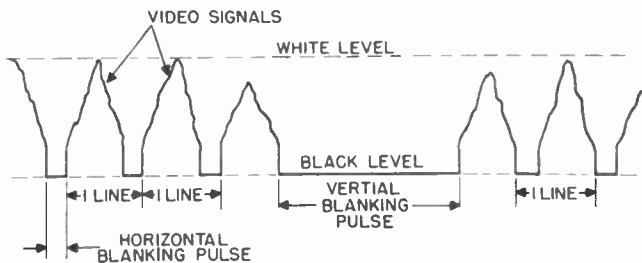 VIDEO SIGNALS
WHITE LEVEL
BLACK LEVEL
1 LINE
1 LINE
VERTIAL
BLANKING
PULSE
1 LINE
HORIZONTAL
BLANKING PULSE